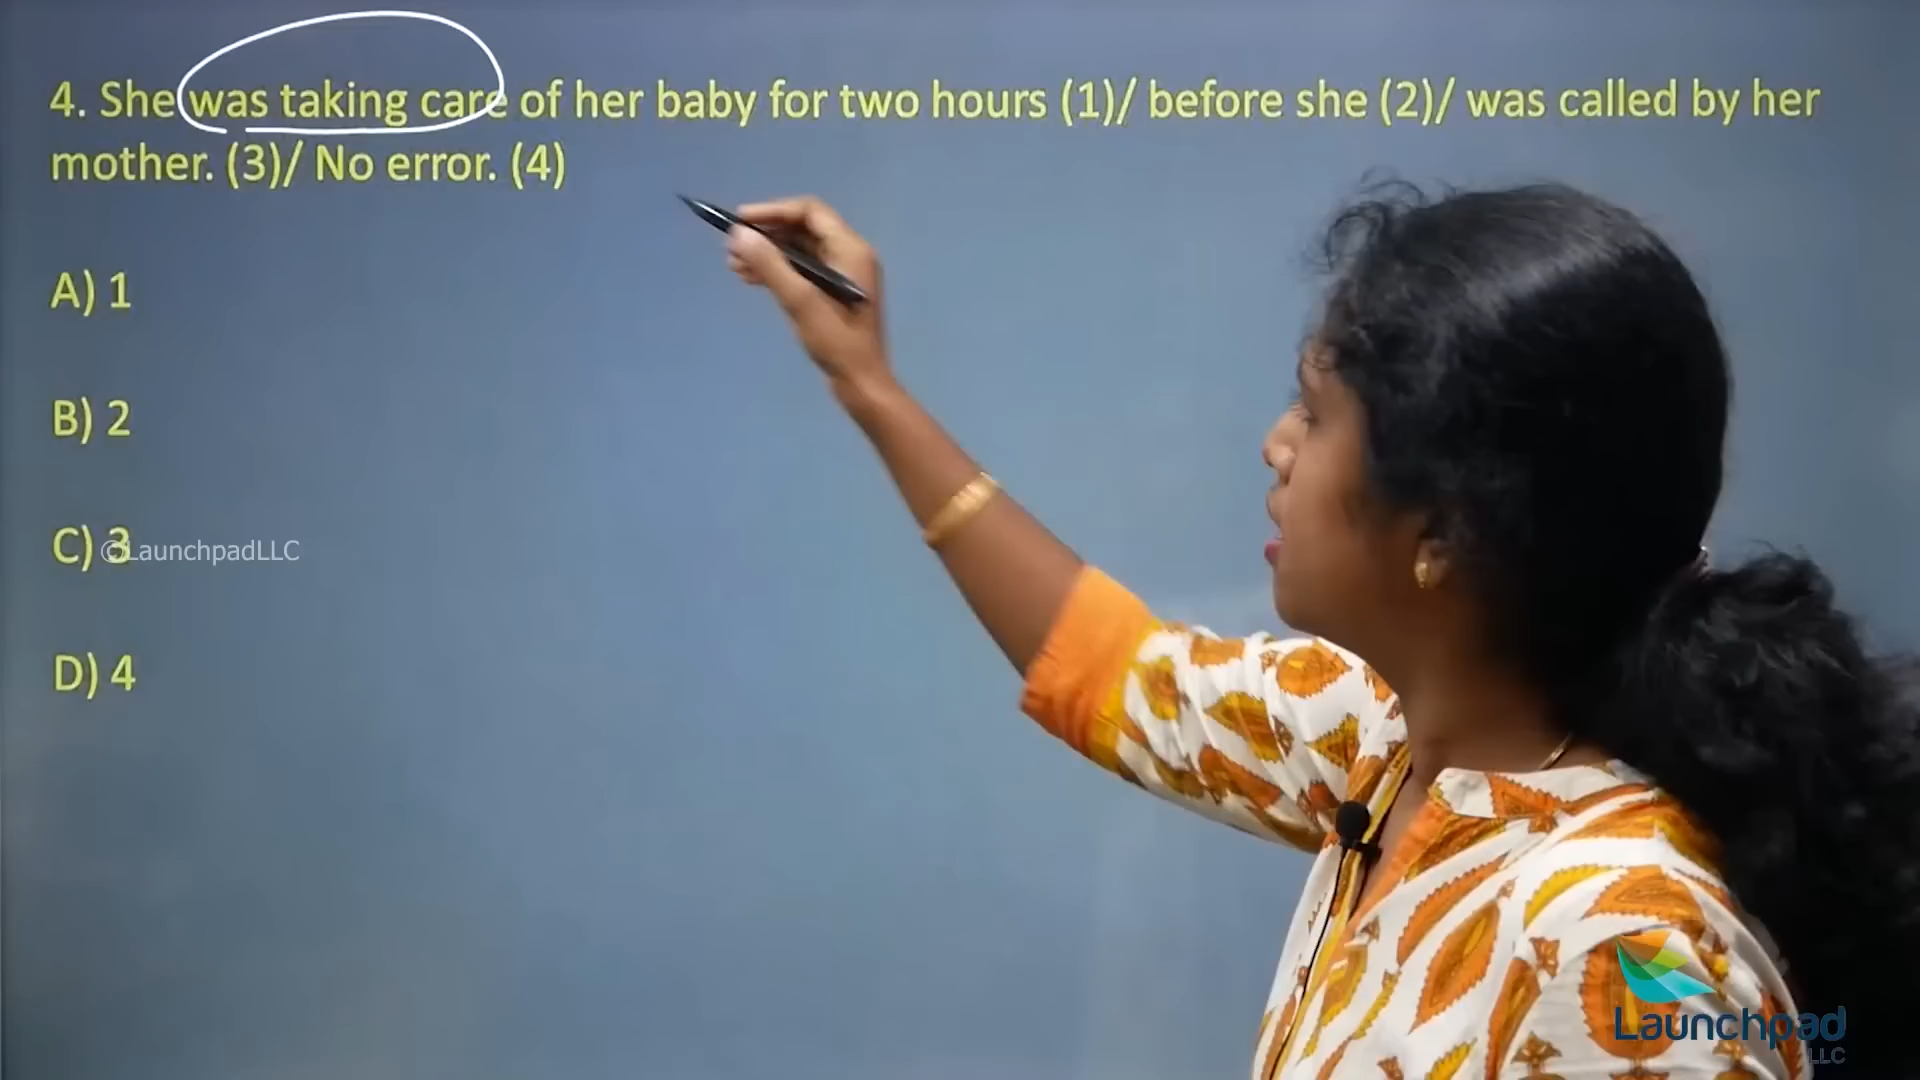 4. She was taking care of her baby for two hours (1)/ before she (2)/ was called by her
mother. (3)/ No error. (4)
A) 1
B) 2
C) 3
©LaunchpadLLC
D) 4
Launchpad
LLC